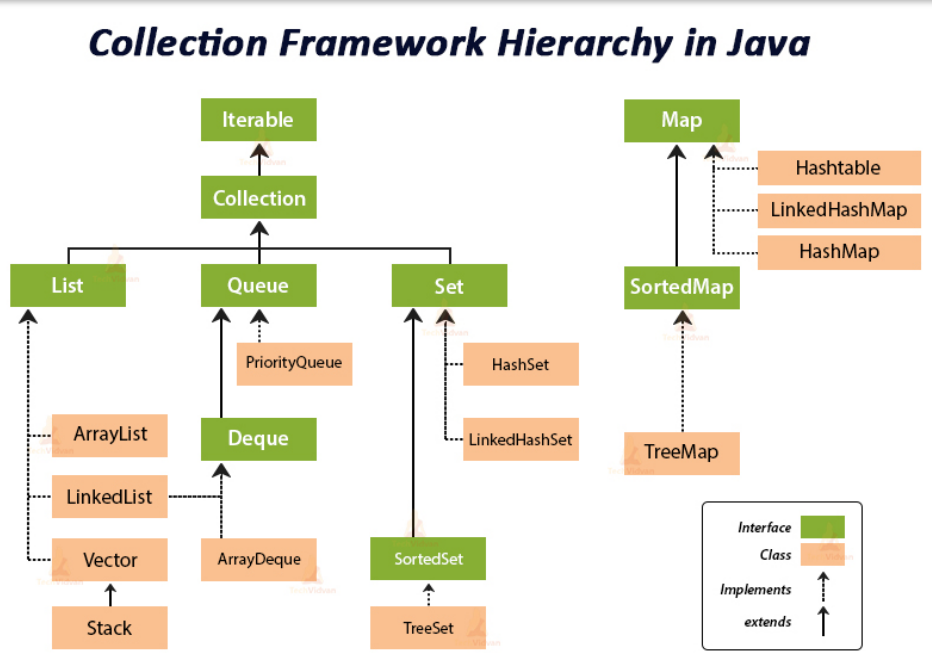 Collection Framework Hierarchy in Java
Iterable
Map
Hashtable
Collection
LinkedHashMap
HashMap
List
Queue
Set
SortedMap
PriorityQueue
HashSet
ArrayList
Deque
LinkedHashSet
TreeMap
LinkedList
Vector
ArrayDeque
SortedSet
Stack
TreeSet
Interface
Class
Implements
extends